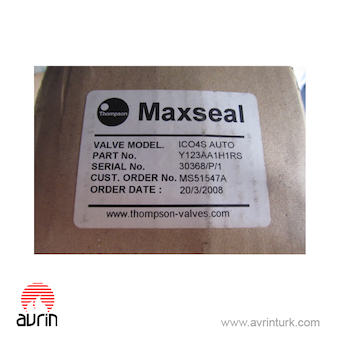 Thompson
Maxseal
VALVE MODEL. ICO4S AUTO
PART No. Y123AA1H1RS
SERIAL No. 30368/P/1
CUST. ORDER No. MS51547A
ORDER DATE : 20/3/2008
www.thompson-valves.com
avrin
www.avrinturk.com